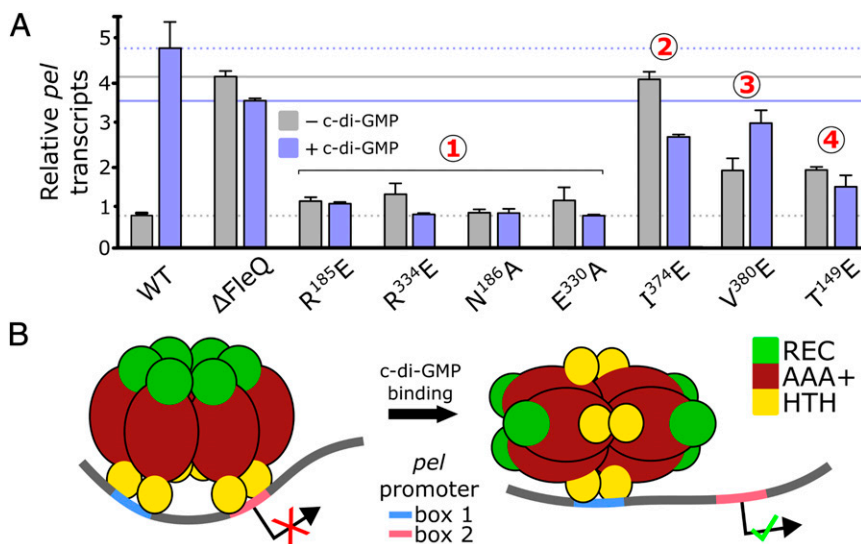 A
Relative pel
transcripts
5
4
2
1
0
– c-di-GMP
+ c-di-GMP
1
2
3
4
WT
ΔFleQ
R¹⁸⁵E
R³³⁴E
N¹⁸⁶A
E³³⁰A
I³⁷⁴E
V³⁸⁰E
T¹⁴⁹E
B
c-di-GMP
binding
pel
promoter
box 1
box 2
REC
AAA+
HTH